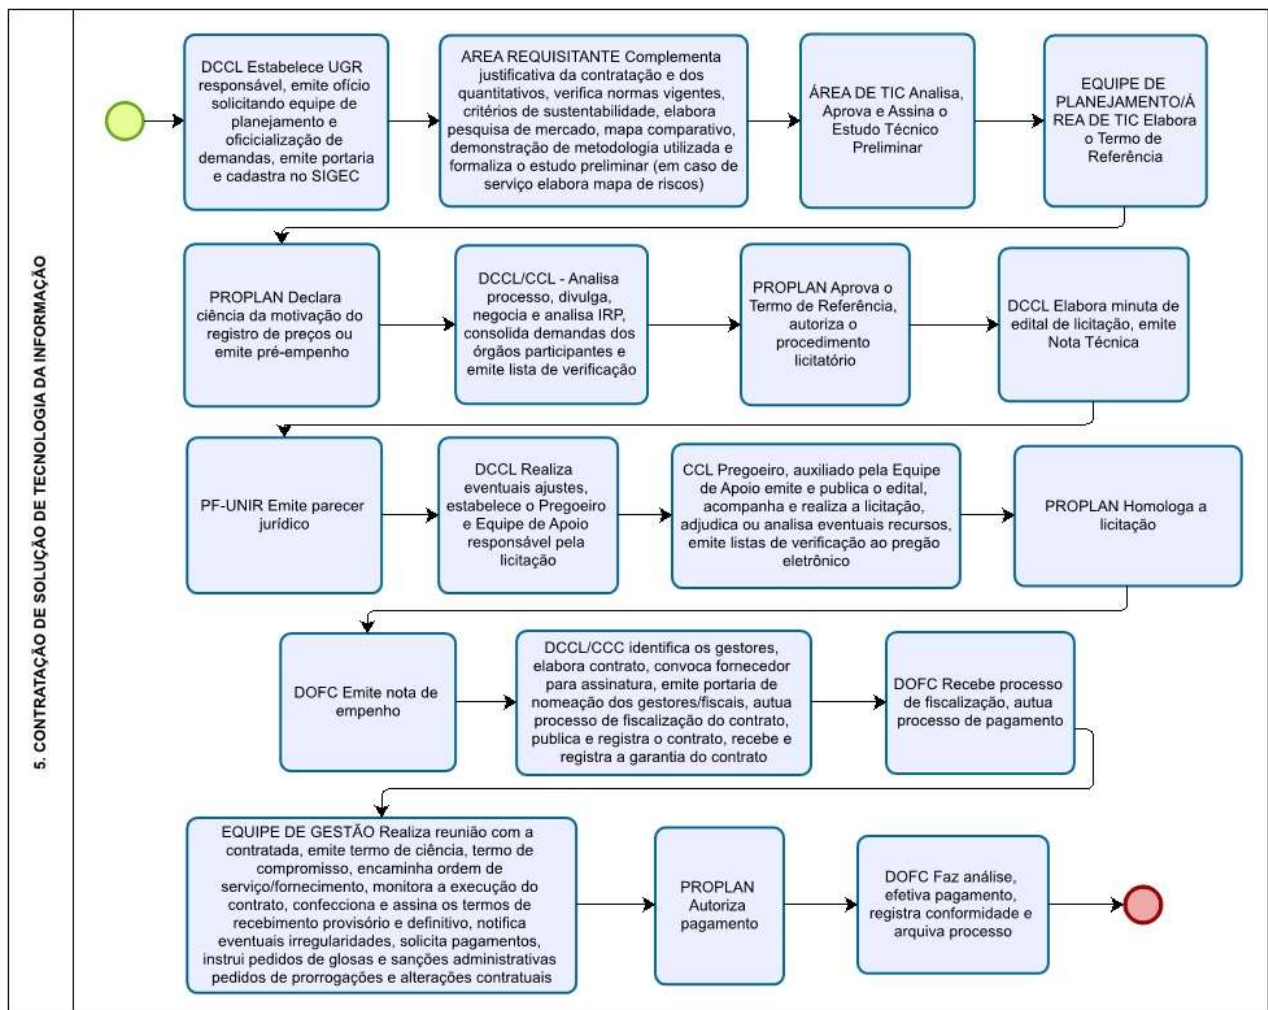 5. CONTRATAÇÃO DE SOLUÇÃO DE TECNOLOGIA DA INFORMAÇÃO
DCCL Estabelece UGR
responsável, emite ofício
solicitando equipe de
planejamento e
oficicialização de
demandas, emite portaria
e cadastra no SIGEC
AREA REQUISITANTE Complementa
justificativa da contratação e dos
quantitativos, verifica normas vigentes,
critérios de sustentabilidade, elabora
pesquisa de mercado, mapa comparativo,
demonstração de metodologia utilizada e
formaliza o estudo preliminar (em caso de
serviço elabora mapa de riscos)
ÁREA DE TIC Analisa,
Aprova e Assina o
Estudo Técnico
Preliminar
EQUIPE DE
PLANEJAMENTO/Á
REA DE TIC Elabora
o Termo de
Referência
PROPLAN Declara
ciência da motivação do
registro de preços ou
emite pré-empenho
DCCL/CCL - Analisa
processo, divulga,
negocia e analisa IRP,
consolida demandas dos
órgãos participantes e
emite lista de verificação
PROPLAN Aprova o
Termo de Referência,
autoriza o
procedimento
licitatório
DCCL Elabora minuta de
edital de licitação, emite
Nota Técnica
PF-UNIR Emite parecer
jurídico
DCCL Realiza
eventuais ajustes,
estabelece o Pregoeiro
e Equipe de Apoio
responsável pela
licitação
CCL Pregoeiro, auxiliado pela Equipe
de Apoio emite e publica o edital,
acompanha e realiza a licitação,
adjudica ou analisa eventuais recursos,
emite listas de verificação ao pregão
eletrônico
PROPLAN Homologa a
licitação
DOFC Emite nota de
empenho
DCCL/CCC identifica os gestores,
elabora contrato, convoca fornecedor
para assinatura, emite portaria de
nomeação dos gestores/fiscais, autua
processo de fiscalização do contrato,
publica e registra o contrato, recebe e
registra a garantia do contrato
DOFC Recebe processo
de fiscalização, autua
processo de pagamento
EQUIPE DE GESTÃO Realiza reunião com a
contratada, emite termo de ciência, termo de
compromisso, encaminha ordem de
serviço/fornecimento, monitora a execução do
contrato, confecciona e assina os termos de
recebimento provisório e definitivo, notifica
eventuais irregularidades, solicita pagamentos,
instrui pedidos de glosas e sanções administrativas
pedidos de prorrogações e alterações contratuais
PROPLAN
Autoriza
pagamento
DOFC Faz análise,
efetiva pagamento,
registra conformidade e
arquiva processo